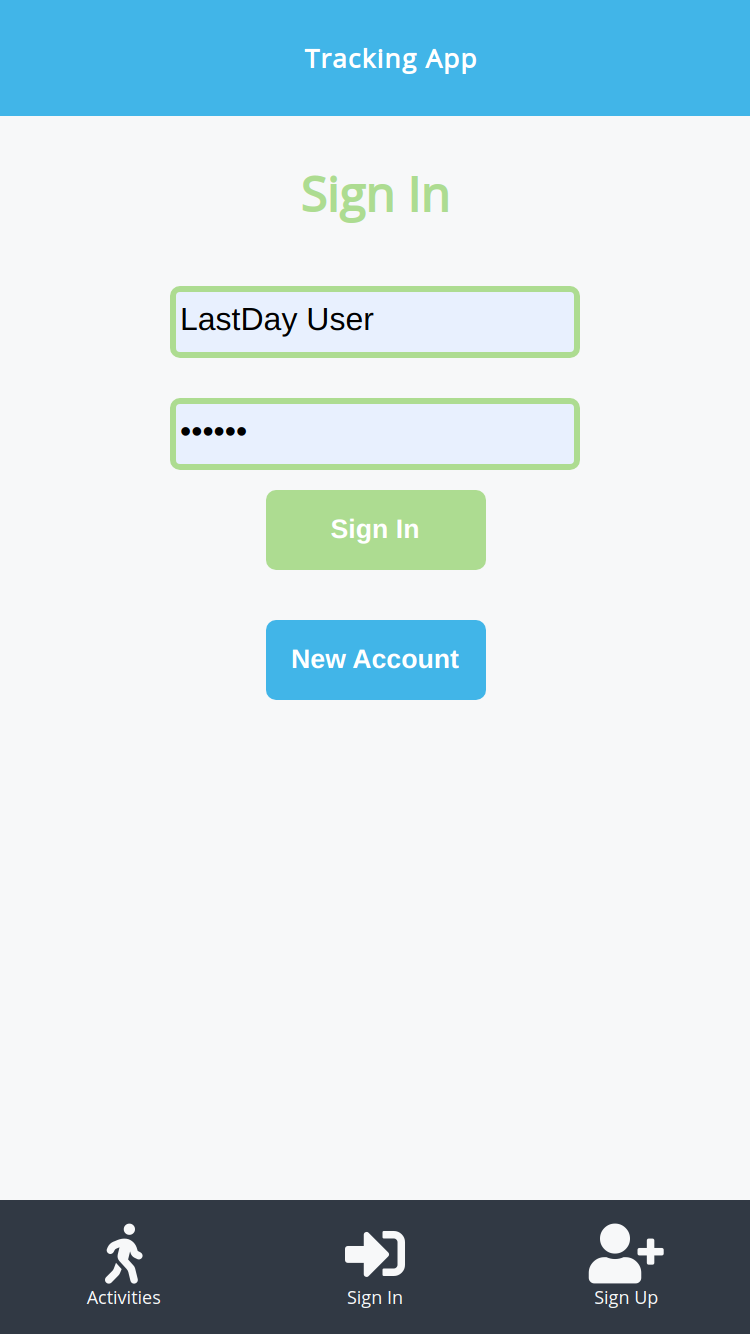 Tracking App
Sign In
LastDay User
••••••
Sign In
New Account
Activities
Sign In
Sign Up